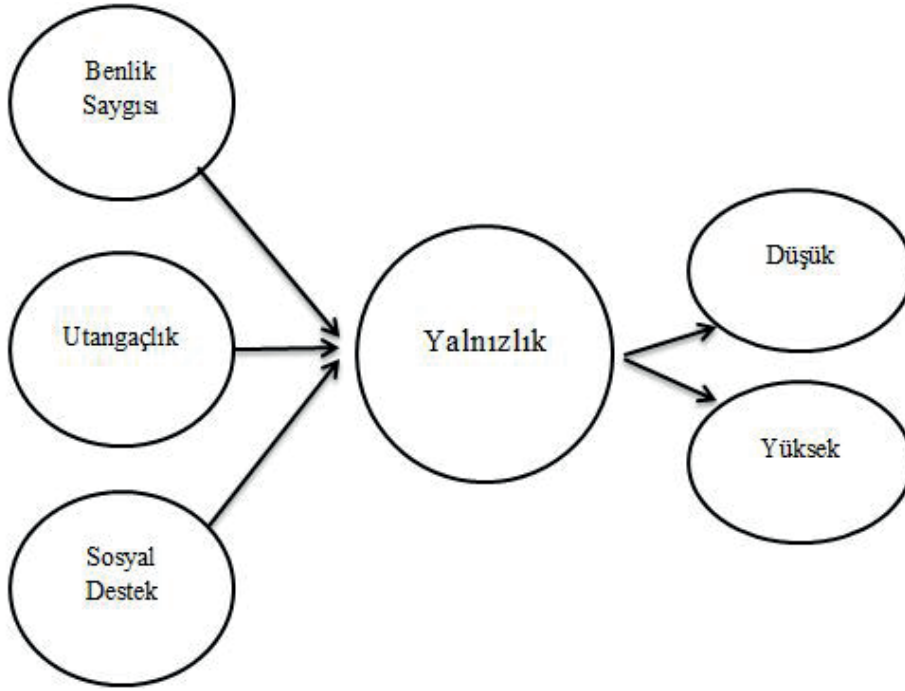 Benlik
Saygısı
Utangaçlık
Sosyal
Destek
Yalnızlık
Düşük
Yüksek